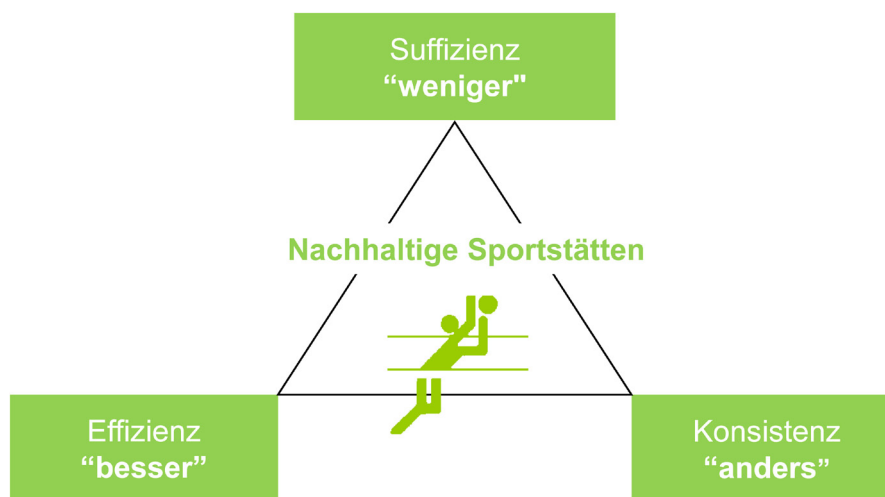 Suffizienz
“weniger"
Nachhaltige Sportstätten
Effizienz
“besser”
Konsistenz
“anders”